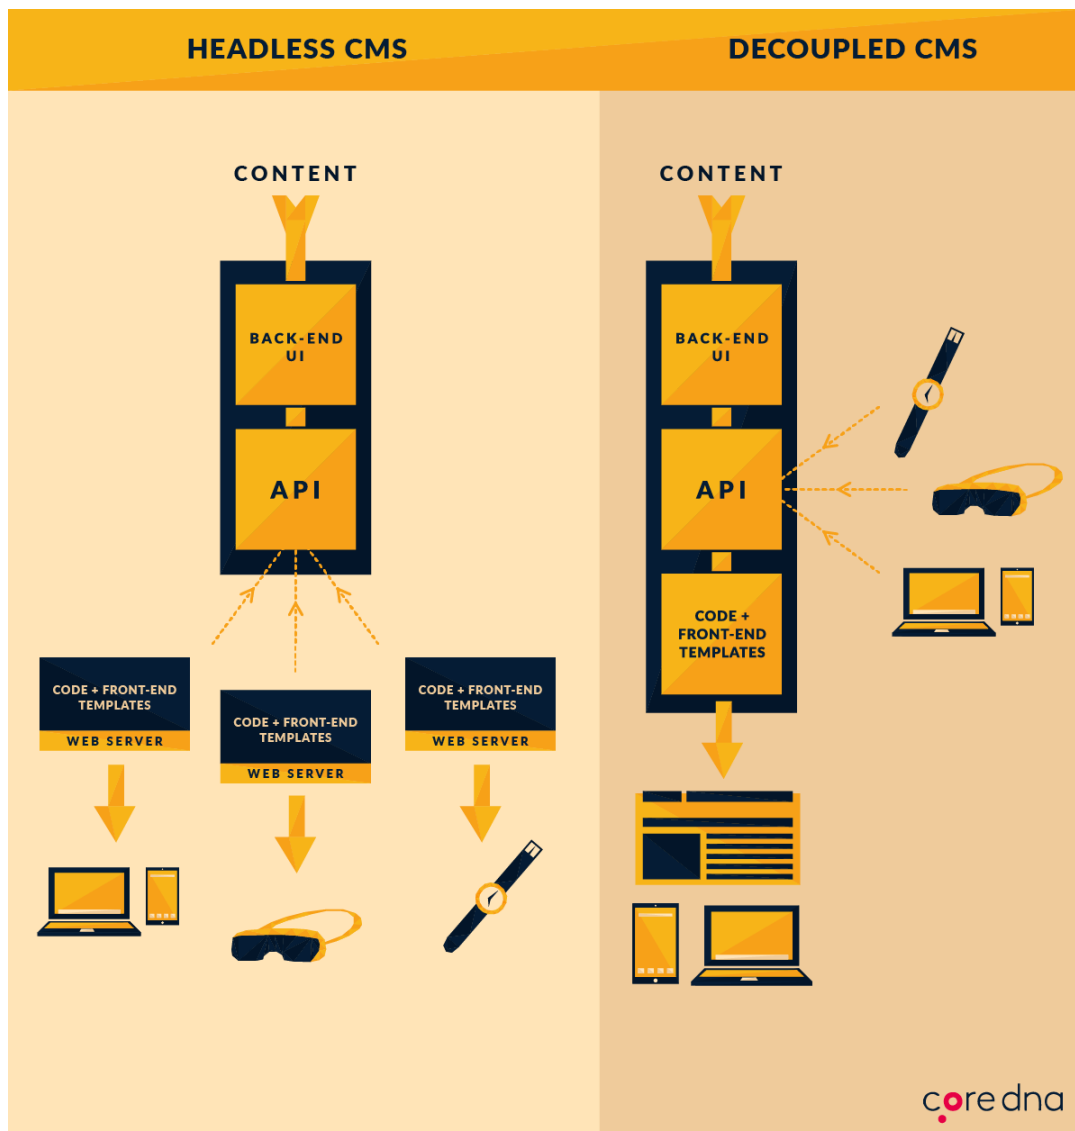 HEADLESS CMS
DECOUPLED CMS
CONTENT
BACK-END
UI
API
CODE + FRONT-END
TEMPLATES
WEB SERVER
CODE + FRONT-END
TEMPLATES
WEB SERVER
CODE + FRONT-END
TEMPLATES
WEB SERVER
CONTENT
BACK-END
UI
API
CODE +
FRONT-END
TEMPLATES
core dna